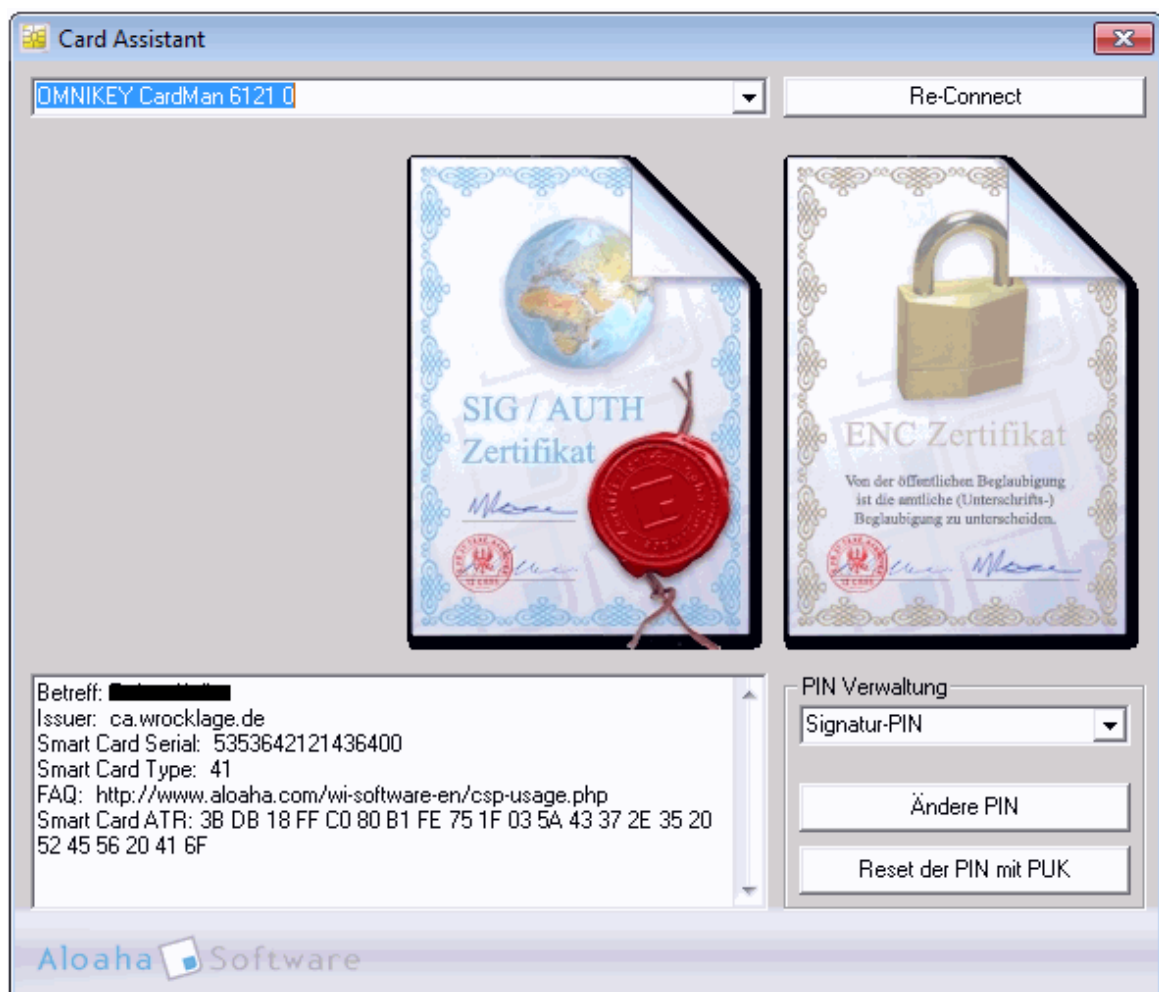 Card Assistant
OMNIKEY CardMan 6121 0
Re-Connect
SIG / AUTH
Zertifikat
ENC Zertifikat
Von der öffentlichen Beglaubigung
ist die amtliche (Unterschrifts-)
Beglaubigung zu unterscheiden.
Betreff:
Issuer: ca.wrocklage.de
Smart Card Serial: 5353642121436400
Smart Card Type: 41
FAQ: http://www.aloaha.com/wi-software-en/csp-usage.php
Smart Card ATR: 3B DB 18 FF C0 80 B1 FE 75 1F 03 5A 43 37 2E 35 20
52 45 56 20 41 6F
PIN Verwaltung
Signatur-PIN
Ändere PIN
Reset der PIN mit PUK
Aloaha Software